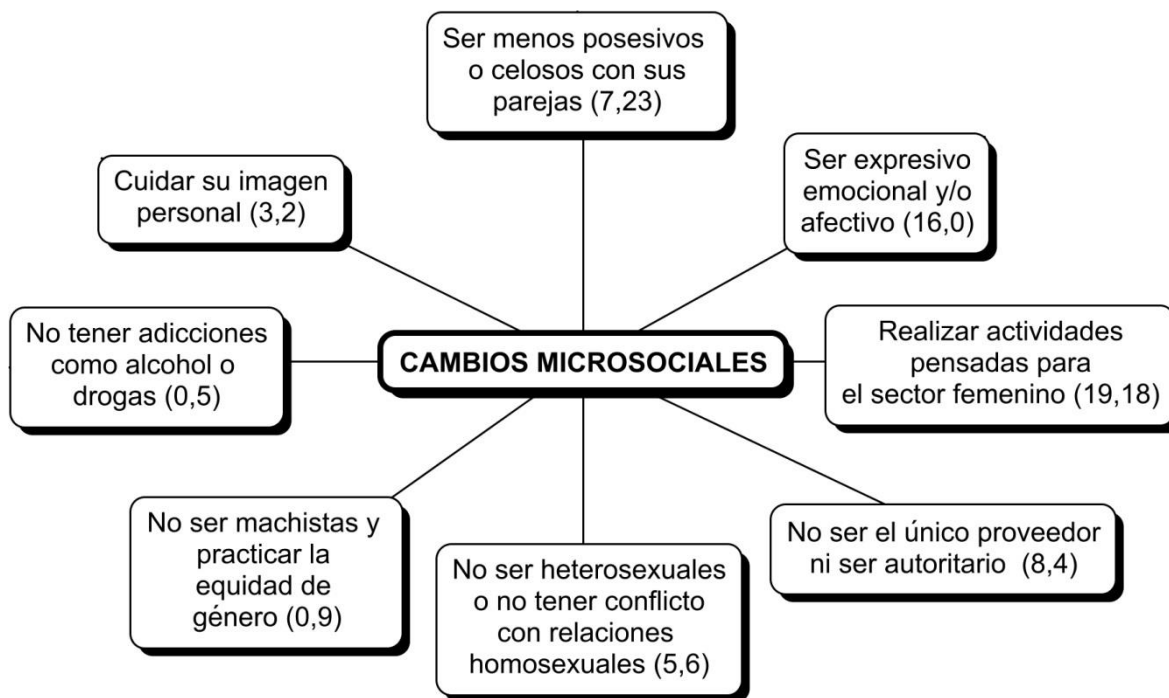 Ser menos posesivos
o celosos con sus
parejas (7,23)
Cuidar su imagen
personal (3,2)
Ser expresivo
emocional y/o
afectivo (16,0)
No tener adicciones
como alcohol o
drogas (0,5)
CAMBIOS MICROSOCIALES
Realizar actividades
pensadas para
el sector femenino (19,18)
No ser machistas y
practicar la
equidad de
género (0,9)
No ser heterosexuales
o no tener conflicto
con relaciones
homosexuales (5,6)
No ser el único proveedor
ni ser autoritario (8,4)